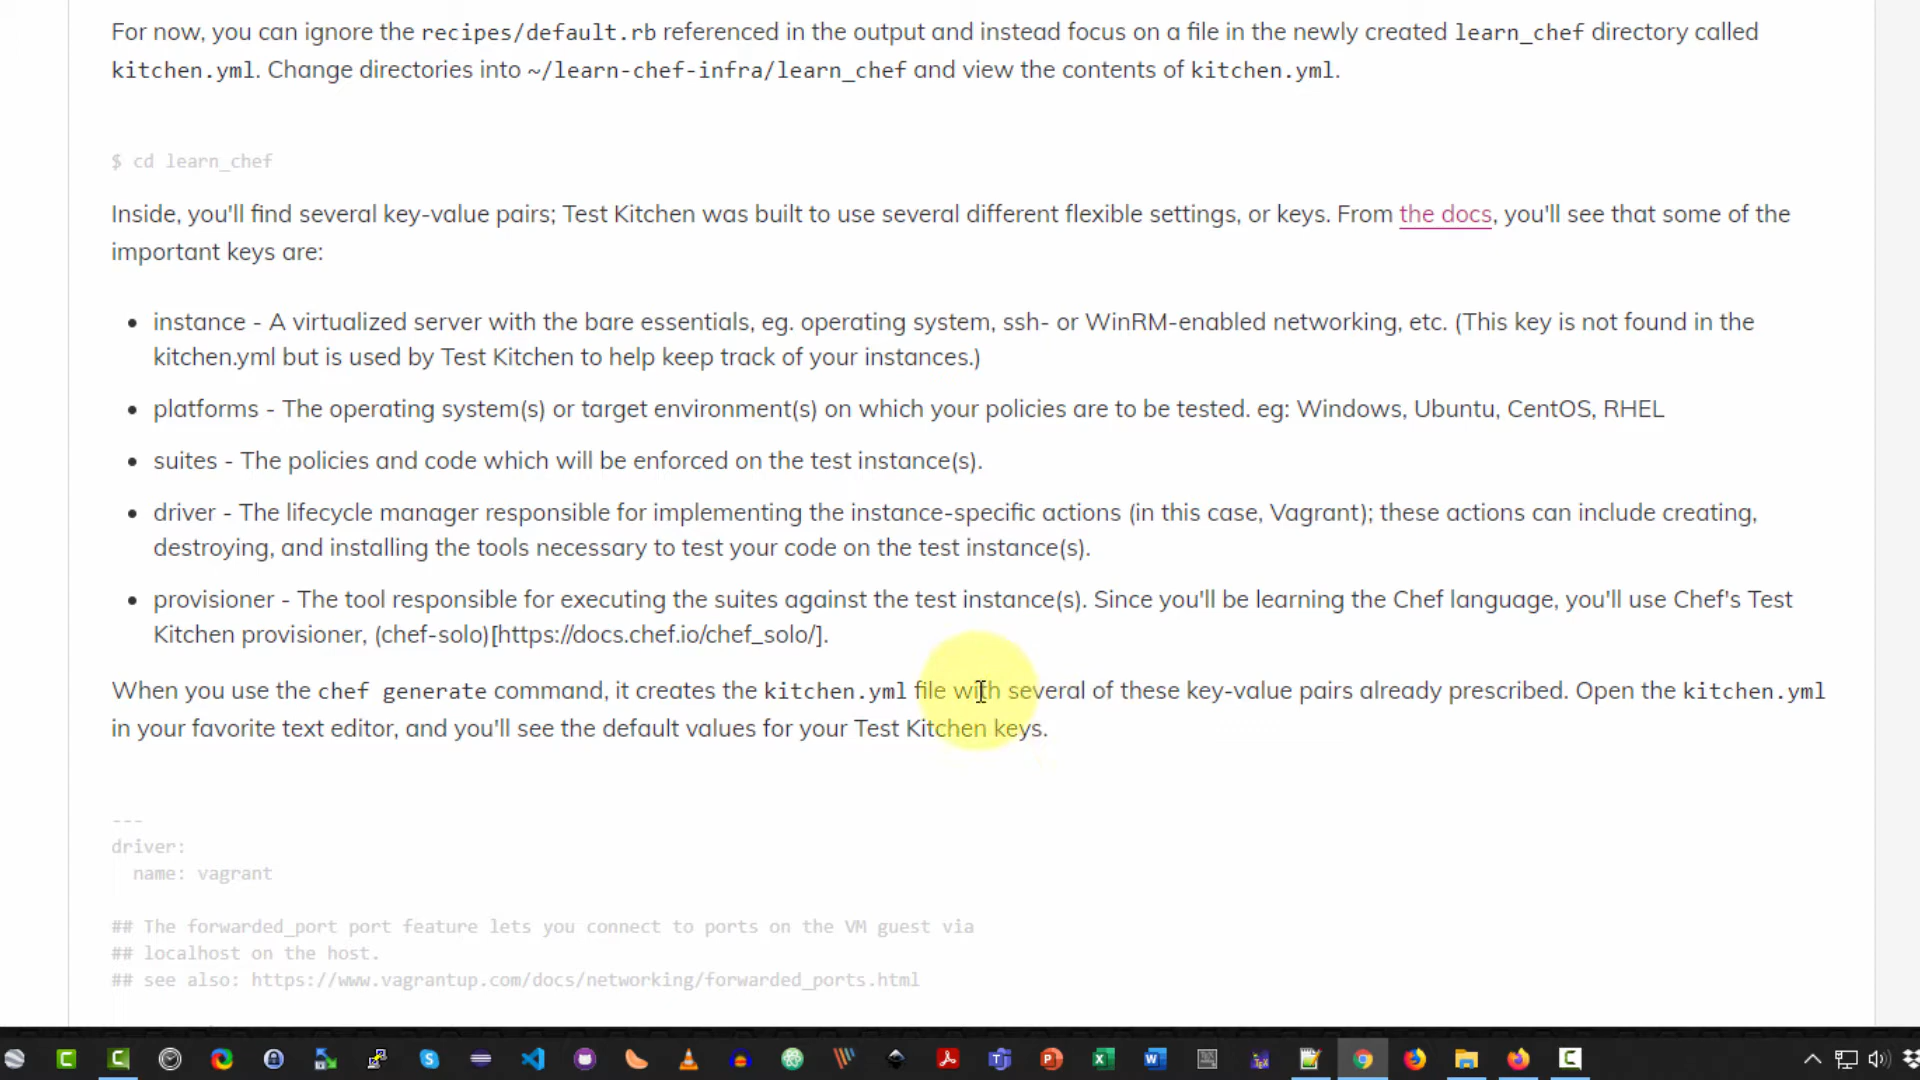 For now, you can ignore the recipes/default.rb referenced in the output and instead focus on a file in the newly created learn_chef directory called
kitchen.yml. Change directories into ~/learn-chef-infra/learn_chef and view the contents of kitchen.yml.
$ cd learn_chef
Inside, you'll find several key-value pairs; Test Kitchen was built to use several different flexible settings, or keys. From the docs, you'll see that some of the
important keys are:
• instance - A virtualized server with the bare essentials, eg. operating system, ssh- or WinRM-enabled networking, etc. (This key is not found in the
kitchen.yml but is used by Test Kitchen to help keep track of your instances.)
• platforms - The operating system(s) or target environment(s) on which your policies are to be tested. eg: Windows, Ubuntu, CentOS, RHEL
• suites - The policies and code which will be enforced on the test instance(s).
• driver - The lifecycle manager responsible for implementing the instance-specific actions (in this case, Vagrant); these actions can include creating,
destroying, and installing the tools necessary to test your code on the test instance(s).
• provisioner - The tool responsible for executing the suites against the test instance(s). Since you'll be learning the Chef language, you'll use Chef's Test
Kitchen provisioner, (chef-solo)[https://docs.chef.io/chef_solo/].
When you use the chef generate command, it creates the kitchen.yml file with several of these key-value pairs already prescribed. Open the kitchen.yml
in your favorite text editor, and you'll see the default values for your Test Kitchen keys.
---
driver:
  name: vagrant
## The forwarded_port port feature lets you connect to ports on the VM guest via
## localhost on the host.
## see also: https://www.vagrantup.com/docs/networking/forwarded_ports.html